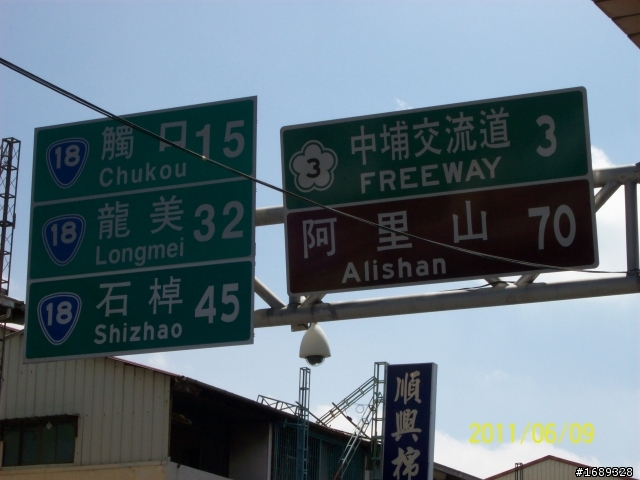 18 觸口 15
Chukou
18 龍美 32
Longmei
18 石棹 45
Shizhao
3 中埔交流道 3
FREEWAY
阿里山 70
Alishan
順興棉
2011/06/09
#1689328